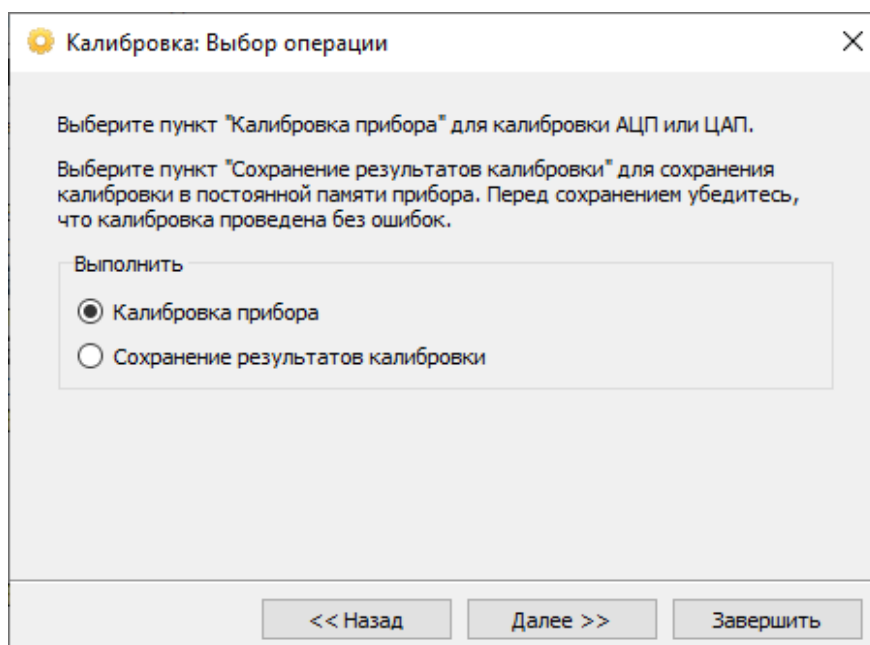 Калибровка: Выбор операции
Выберите пункт "Калибровка прибора" для калибровки АЦП или ЦАП.
Выберите пункт "Сохранение результатов калибровки" для сохранения
калибровки в постоянной памяти прибора. Перед сохранением убедитесь,
что калибровка проведена без ошибок.
Выполнить
Калибровка прибора
Сохранение результатов калибровки
<< Назад
Далее >>
Завершить